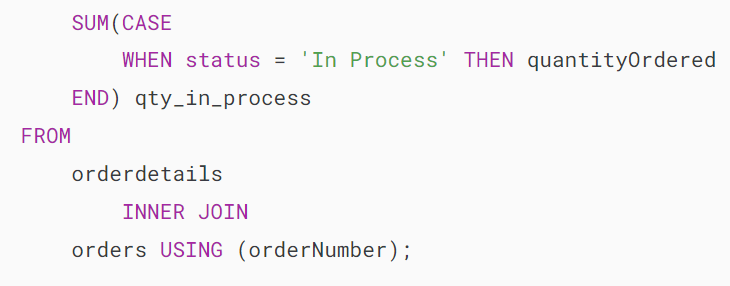 SUM(CASE
WHEN status = 'In Process' THEN quantityOrdered
END) qty_in_process
FROM
orderdetails
INNER JOIN
orders USING (orderNumber);